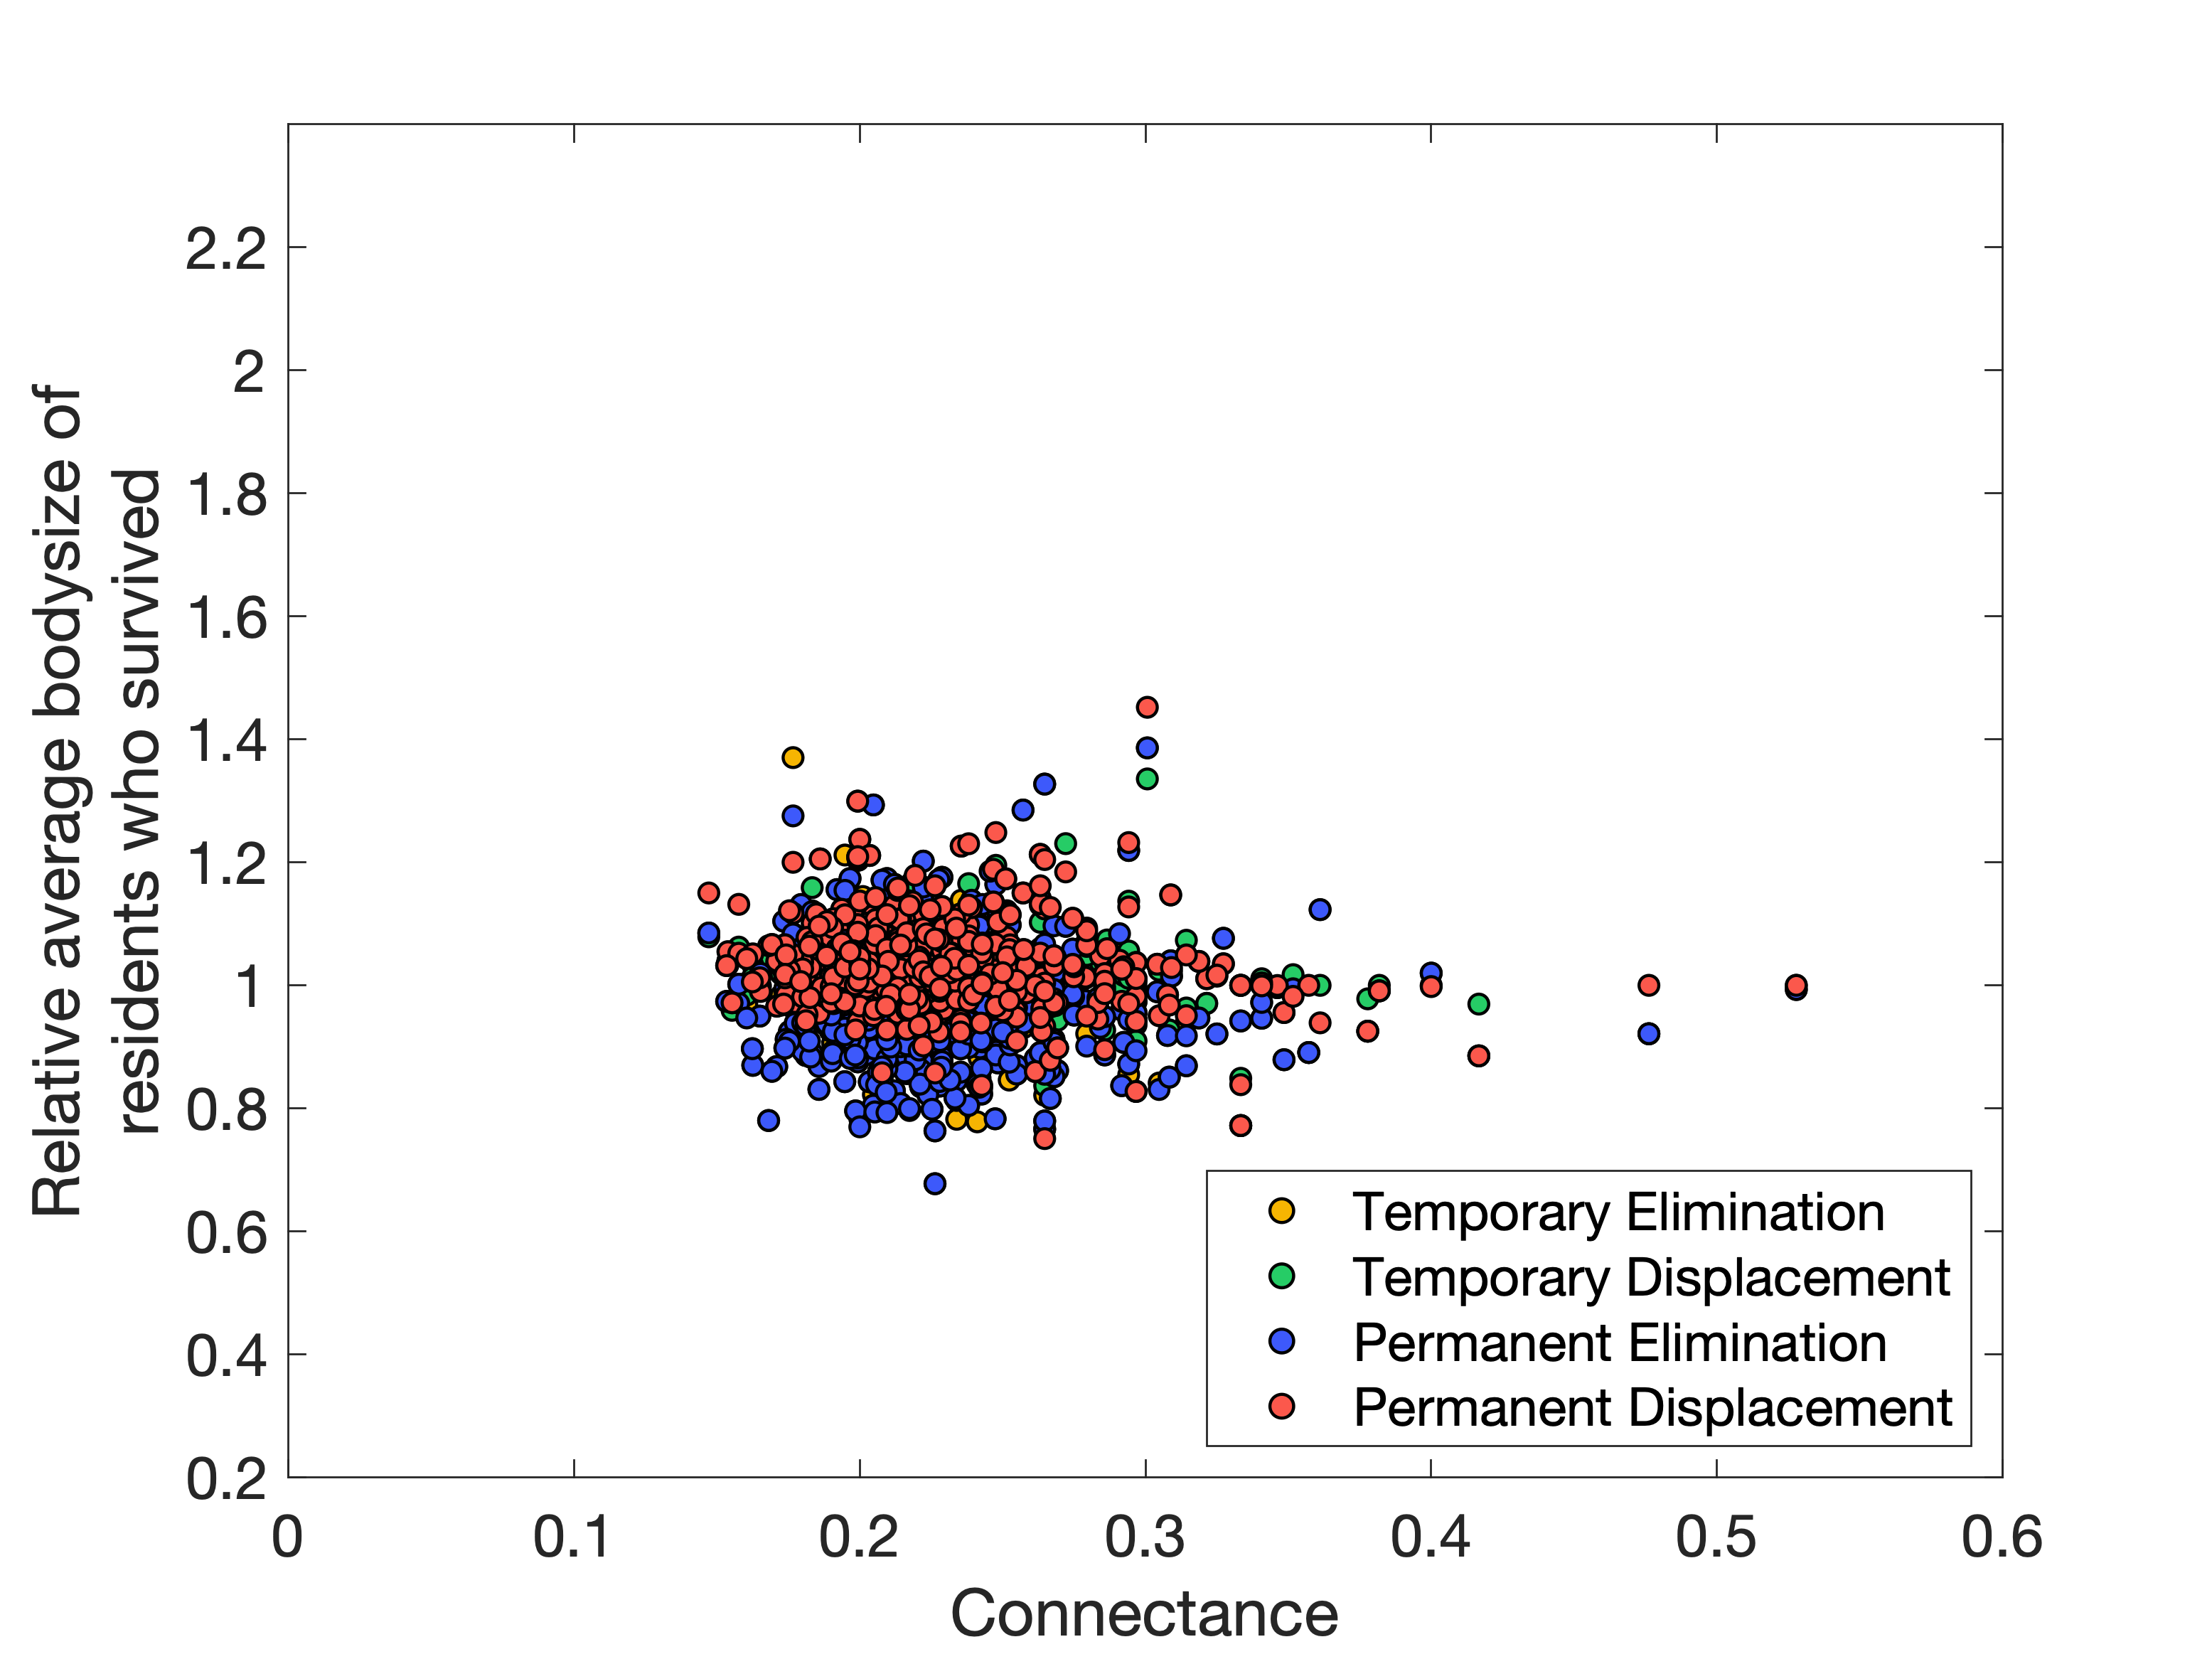 Relative average bodysize of
residents who survived
2.2
2
1.8
1.6
1.4
1.2
1
0.8
0.6
0.4
0.2
Temporary Elimination
Temporary Displacement
Permanent Elimination
Permanent Displacement
0 0.1 0.2 0.3 0.4 0.5 0.6
Connectance